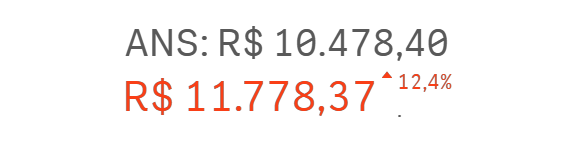 ANS: R$ 10.478,40
R$ 11.778,37 ▲ 12,4%
.